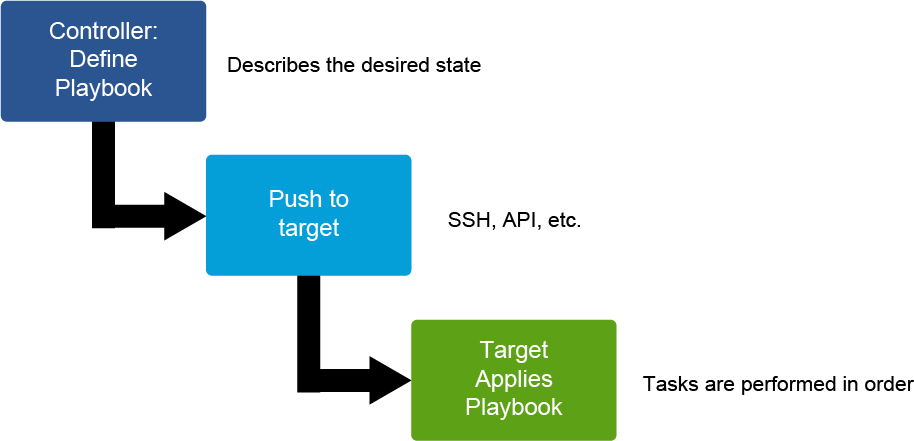 Controller:
Define
Playbook
Describes the desired state
Push to
target
SSH, API, etc.
Target
Applies
Playbook
Tasks are performed in order